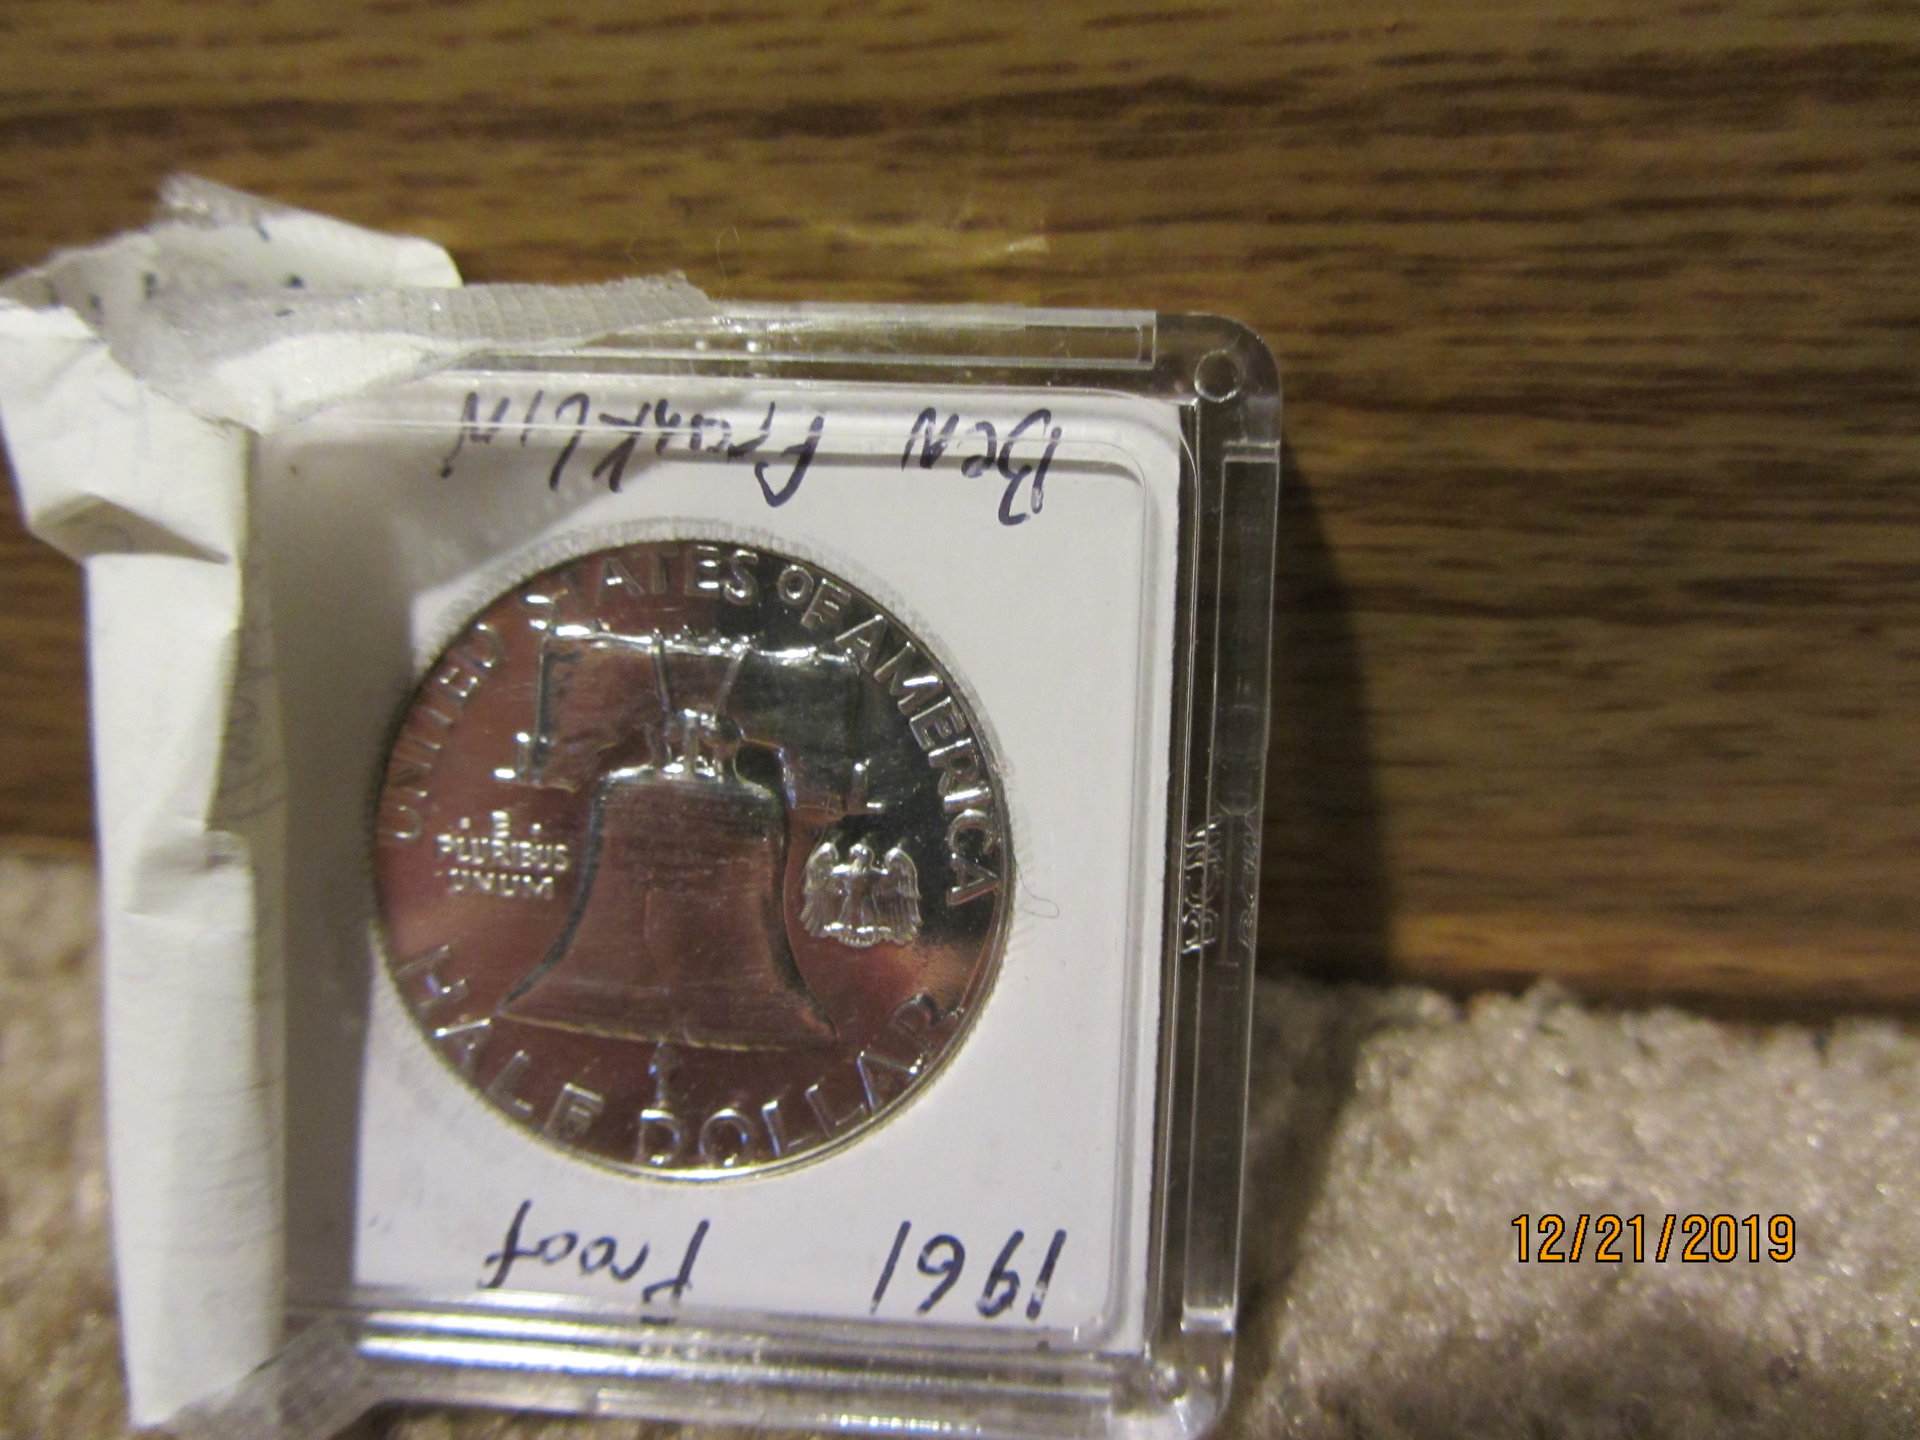 Ben Franklin
UNITED STATES OF AMERICA
E
PLURIBUS
UNUM
HALF DOLLAR
1961 Proof
12/21/2019